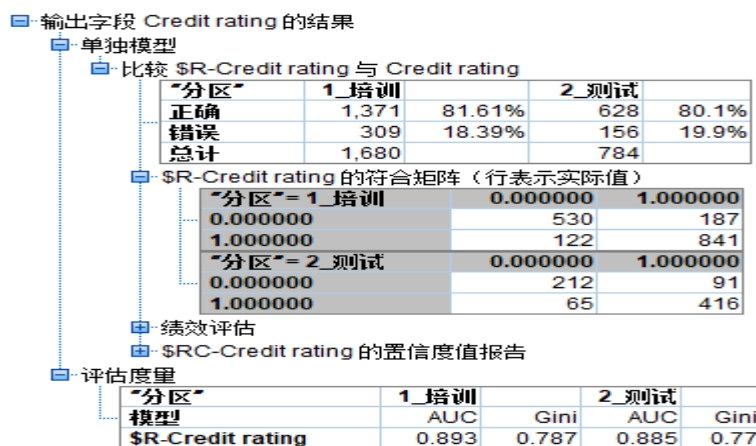 输出字段 Credit rating 的结果
单独模型
比较 $R-Credit rating 与 Credit rating
"分区" 1_培训 2_测试
正确 1,371 81.61% 628 80.1%
错误 309 18.39% 156 19.9%
总计 1,680 784
$R-Credit rating 的符合矩阵（行表示实际值）
"分区"= 1_培训 0.000000 1.000000
0.000000 530 187
1.000000 122 841
"分区"= 2_测试 0.000000 1.000000
0.000000 212 91
1.000000 65 416
绩效评估
$RC-Credit rating 的置信度值报告
评估度量
"分区" 1_培训 2_测试
模型 AUC Gini AUC Gini
$R-Credit rating 0.893 0.787 0.885 0.77